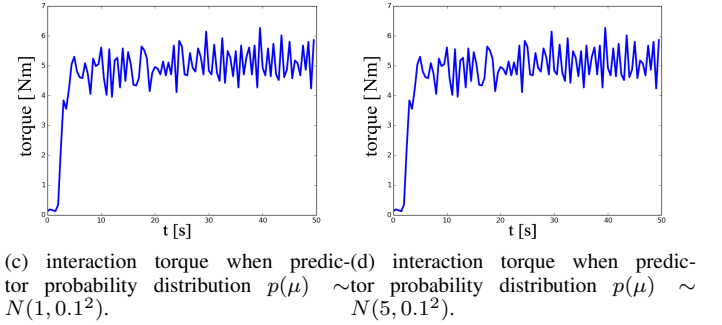 7
6
5
4
3
2
1
0
torque [Nm]
0 10 20 30 40 50
t [s]
7
6
5
4
3
2
1
0
torque [Nm]
0 10 20 30 40 50
t [s]
(c) interaction torque when predic-
tor probability distribution p(μ) ∼
N(1, 0.1²).
(d) interaction torque when predic-
tor probability distribution p(μ) ∼
N(5, 0.1²).